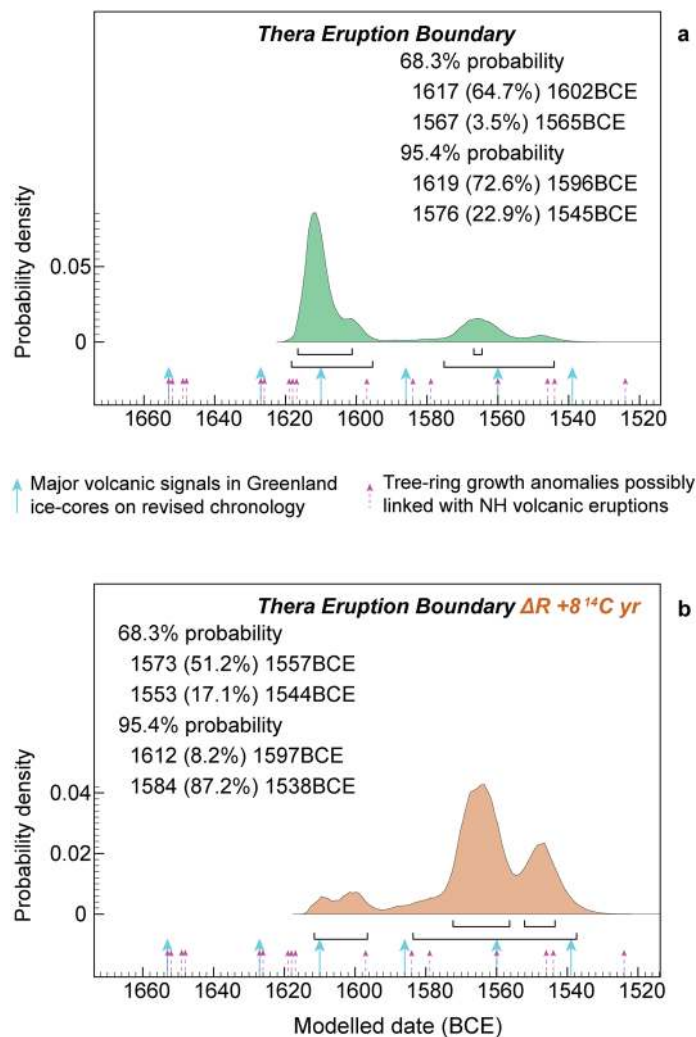 Thera Eruption Boundary
a
68.3% probability
1617 (64.7%) 1602BCE
1567 (3.5%) 1565BCE
95.4% probability
1619 (72.6%) 1596BCE
1576 (22.9%) 1545BCE
Probability density
0.05
0
1660 1640 1620 1600 1580 1560 1540 1520
Major volcanic signals in Greenland
ice-cores on revised chronology
Tree-ring growth anomalies possibly
linked with NH volcanic eruptions
Thera Eruption Boundary ΔR +8 ¹⁴C yr
b
68.3% probability
1573 (51.2%) 1557BCE
1553 (17.1%) 1544BCE
95.4% probability
1612 (8.2%) 1597BCE
1584 (87.2%) 1538BCE
Probability density
0.04
0.02
0
1660 1640 1620 1600 1580 1560 1540 1520
Modelled date (BCE)